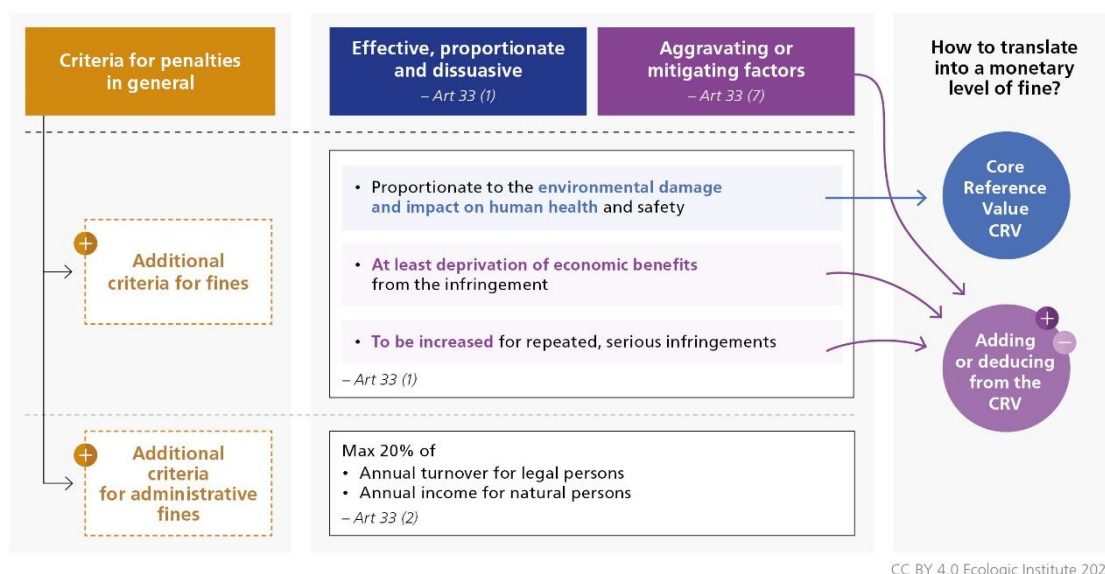 Criteria for penalties
in general
Effective, proportionate
and dissuasive
– Art 33 (1)
Aggravating or
mitigating factors
– Art 33 (7)
How to translate
into a monetary
level of fine?
+
Additional
criteria for fines
• Proportionate to the environmental damage
and impact on human health and safety
• At least deprivation of economic benefits
from the infringement
• To be increased for repeated, serious infringements
– Art 33 (1)
Core
Reference
Value
CRV
+
−
Adding
or deducing
from the
CRV
+
Additional
criteria
for administrative
fines
Max 20% of
• Annual turnover for legal persons
• Annual income for natural persons
– Art 33 (2)
CC BY 4.0 Ecologic Institute 202